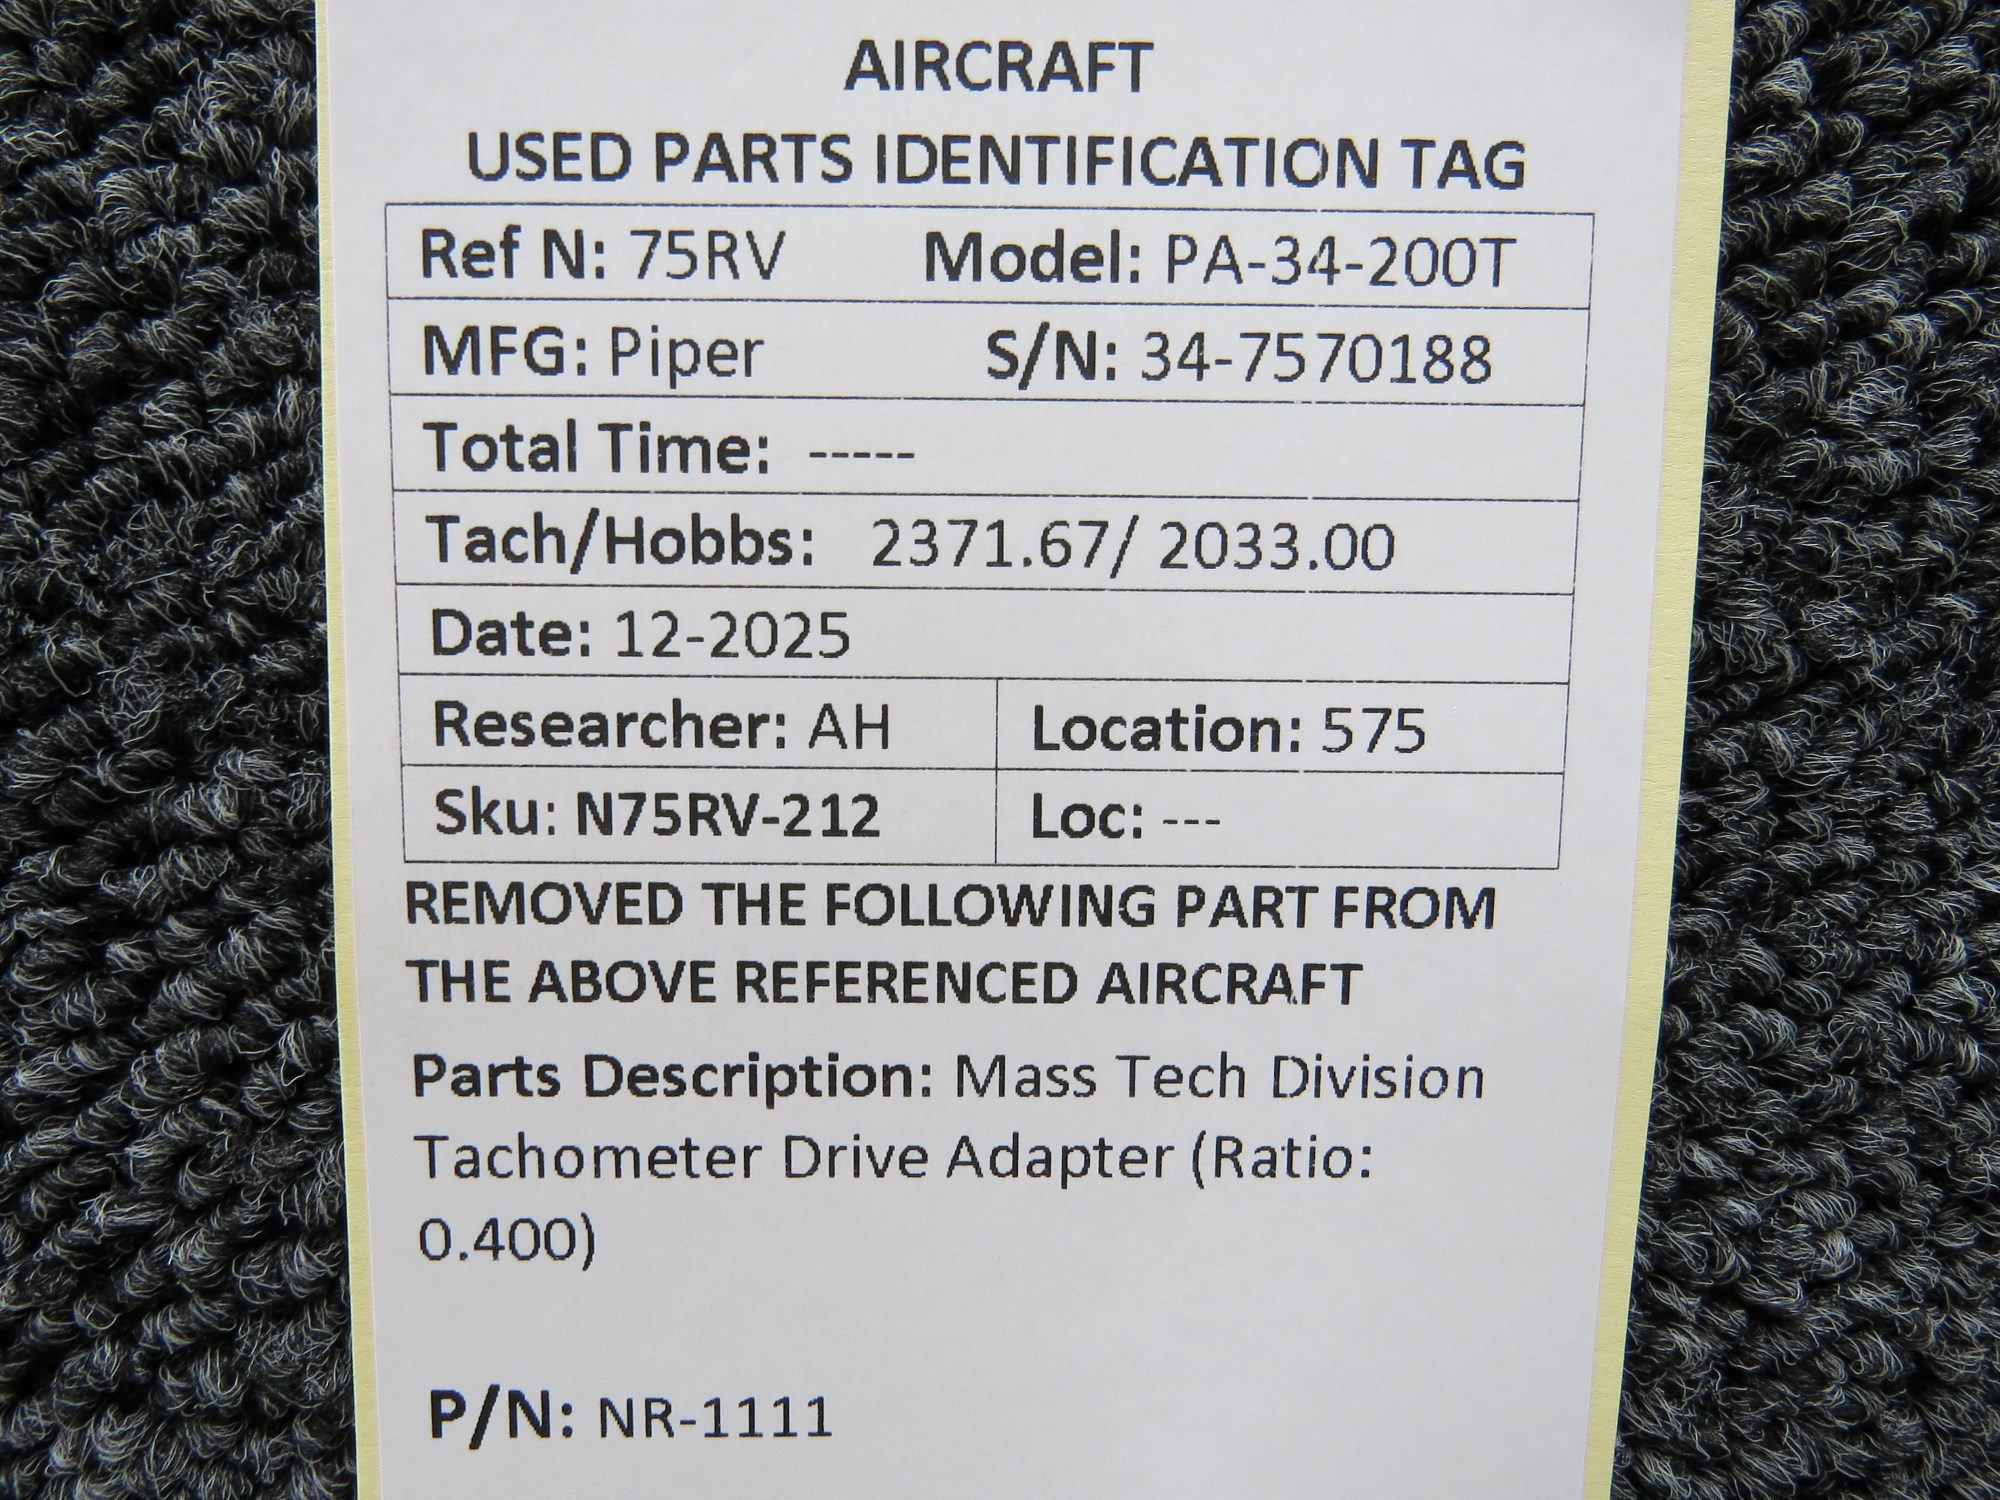 AIRCRAFT
USED PARTS IDENTIFICATION TAG
Ref N: 75RV Model: PA-34-200T
MFG: Piper S/N: 34-7570188
Total Time: -----
Tach/Hobbs: 2371.67/ 2033.00
Date: 12-2025
Researcher: AH Location: 575
Sku: N75RV-212 Loc: ---
REMOVED THE FOLLOWING PART FROM
THE ABOVE REFERENCED AIRCRAFT
Parts Description: Mass Tech Division
Tachometer Drive Adapter (Ratio:
0.400)
P/N: NR-1111